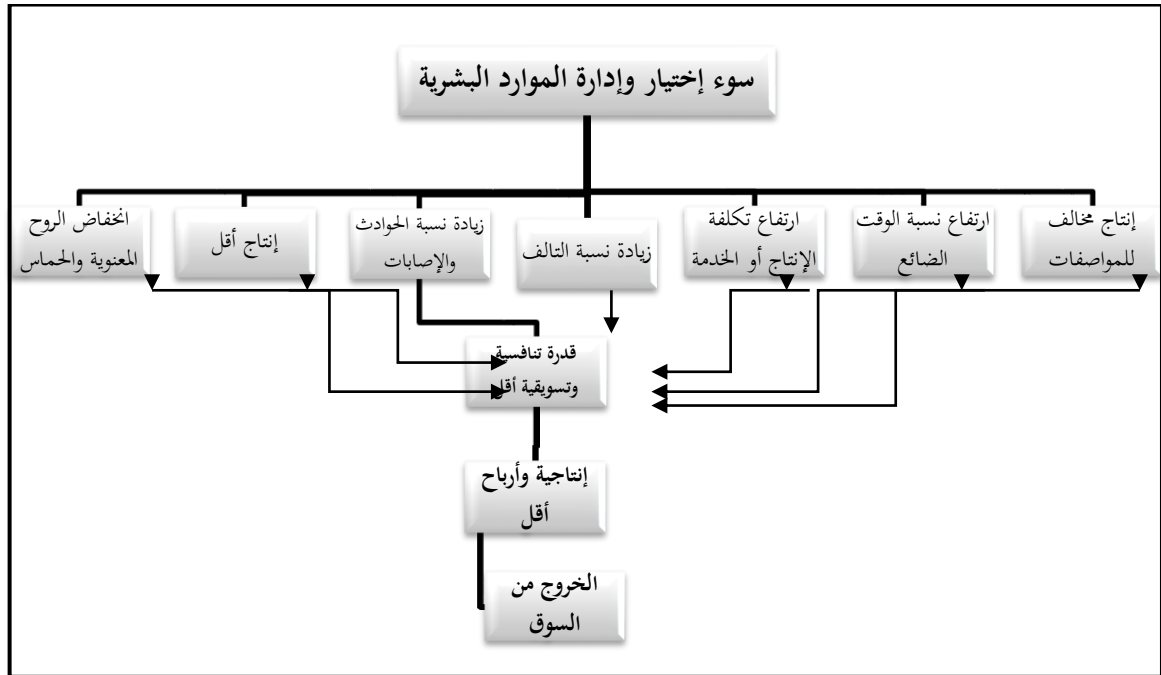 سوء إختيار وإدارة الموارد البشرية
إنتاج مخالف
للمواصفات
ارتفاع نسبة الوقت
الضائع
ارتفاع تكلفة
الإنتاج أو الخدمة
زيادة نسبة التالف
زيادة نسبة الحوادث
والإصابات
إنتاج أقل
انخفاض الروح
المعنوية والحماس
قدرة تنافسية
وتسويقية أقل
إنتاجية وأرباح
أقل
الخروج من
السوق